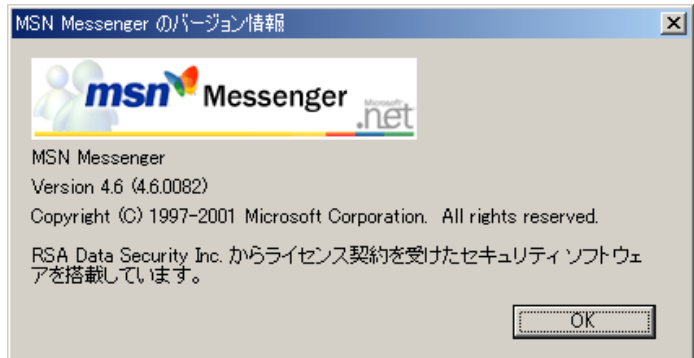 MSN Messenger のバージョン情報
msn Messenger
Microsoft
.net
MSN Messenger
Version 4.6 (4.6.0082)
Copyright (C) 1997-2001 Microsoft Corporation. All rights reserved.
RSA Data Security Inc. からライセンス契約を受けたセキュリティ ソフトウェ
アを搭載しています。
OK